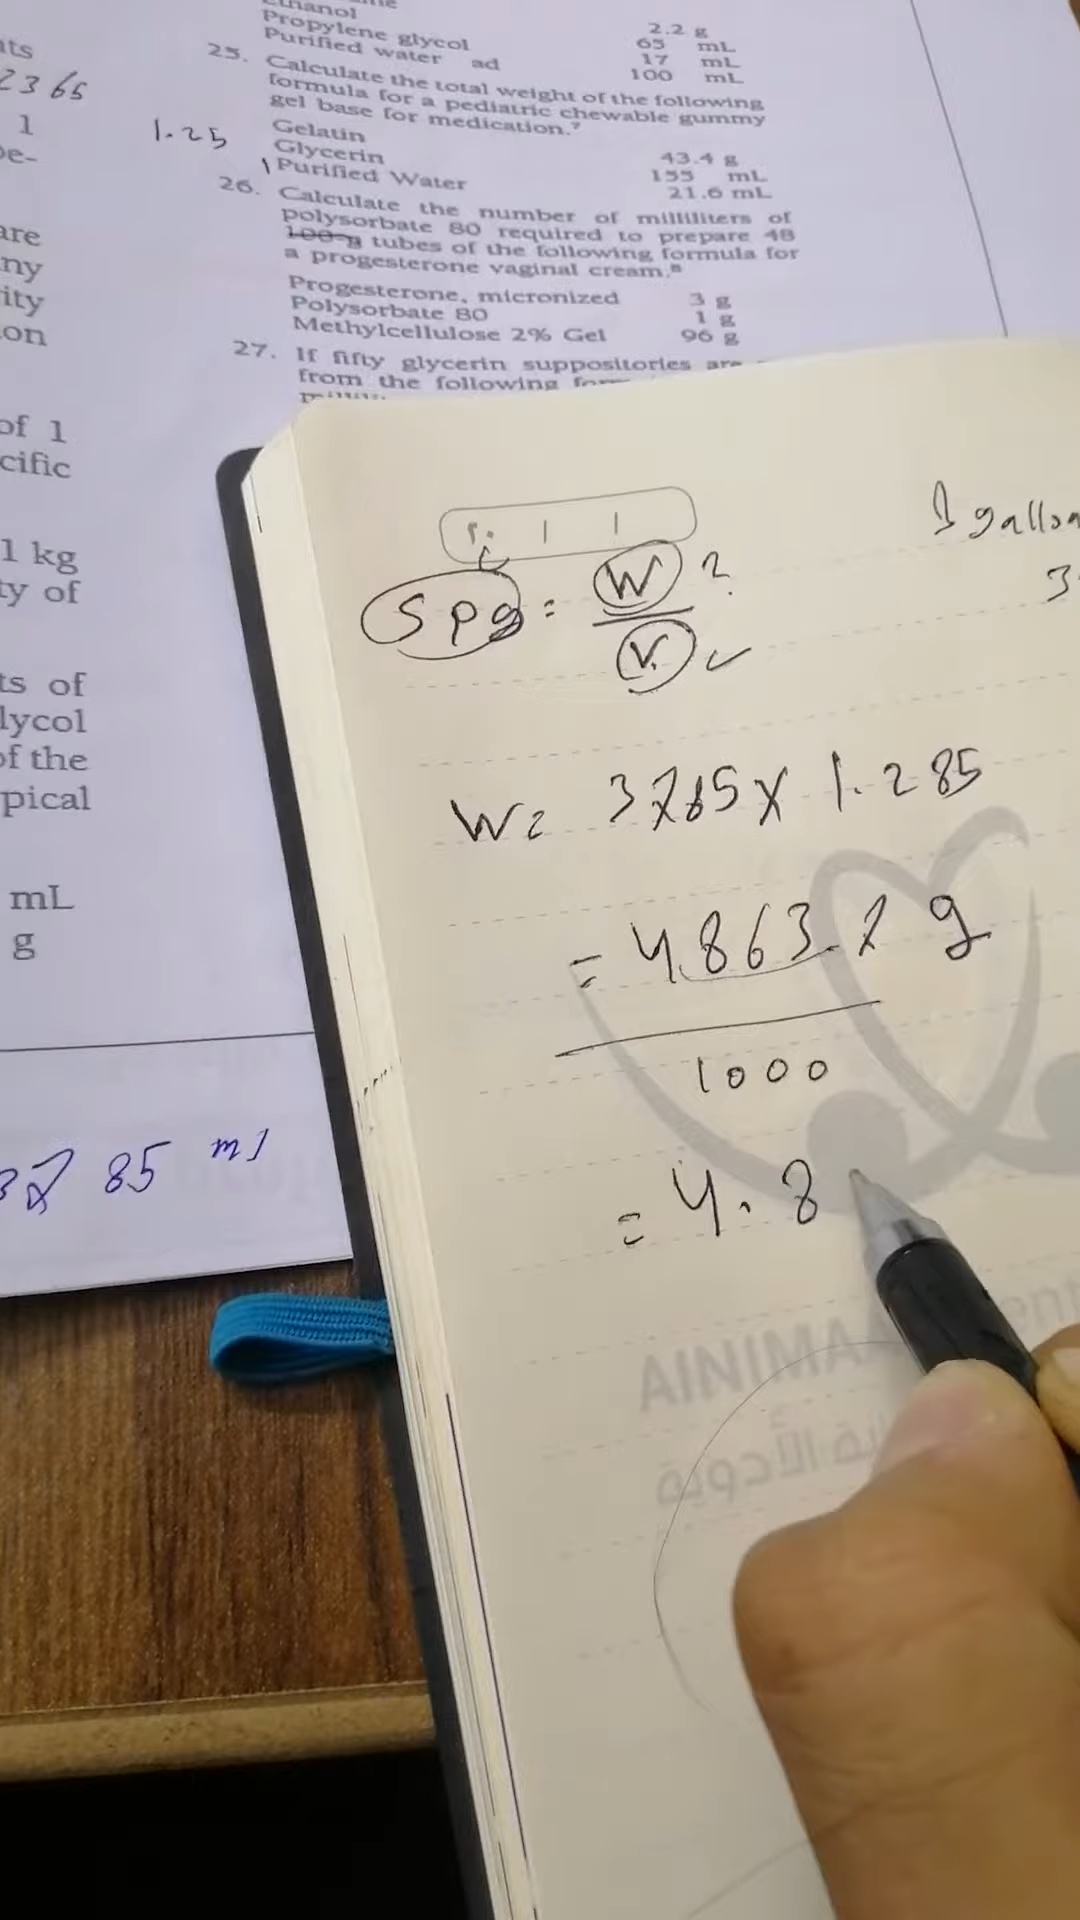 Ethanol 2.2 g
Propylene glycol 65 mL
Purified water ad 17 mL
100 mL
25. Calculate the total weight of the following
formula for a pediatric chewable gummy
gel base for medication.⁷
Gelatin 43.4 g
Glycerin 155 mL
Purified Water 21.6 mL
26. Calculate the number of milliliters of
polysorbate 80 required to prepare 48
100-g tubes of the following formula for
a progesterone vaginal cream.⁸
Progesterone, micronized 3 g
Polysorbate 80 1 g
Methylcellulose 2% Gel 96 g
27. If fifty glycerin suppositories are
from the following
1.25
2365
1
are
of 1
cific
1 kg
ty of
ts of
lycol
of the
pical
mL
g
85 ml
1 gallon
Spg = W ?
V ✓
W = 3785 x 1.285
= 4863.7 g
1000
= 4.8
AMINIA